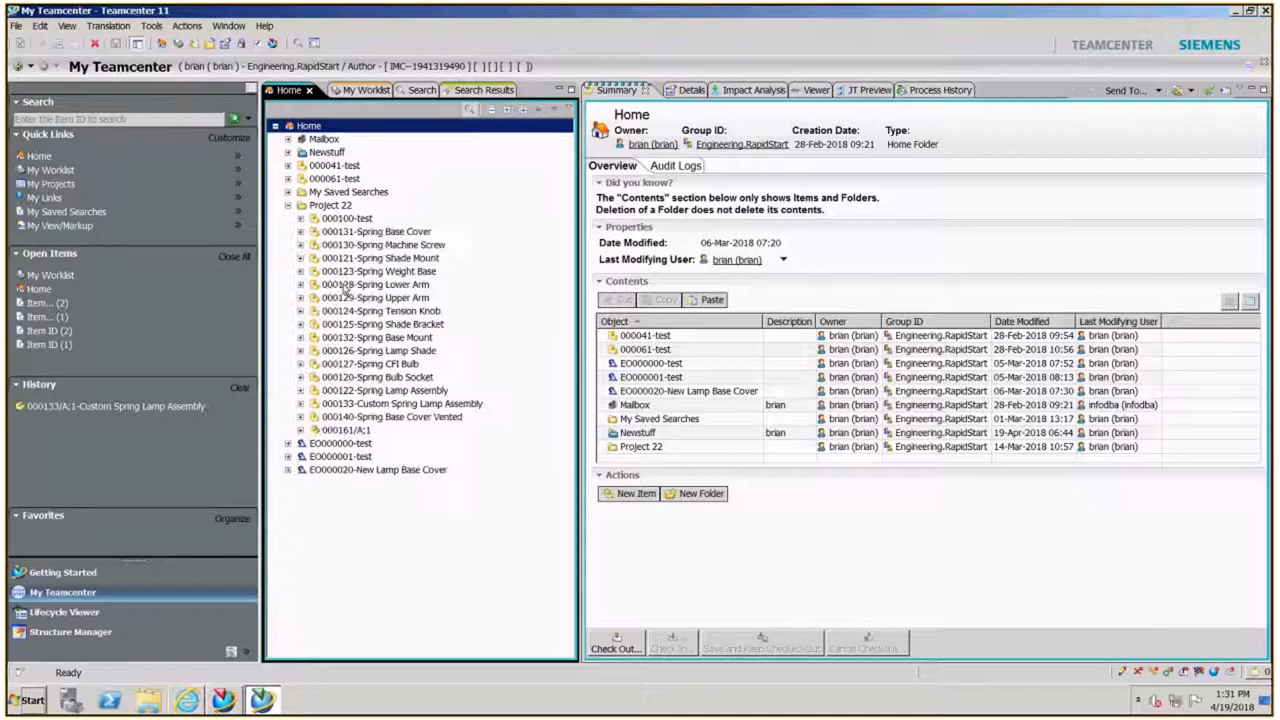 My Teamcenter - Teamcenter 11
File Edit View Translation Tools Actions Window Help
TEAMCENTER SIEMENS
My Teamcenter ( brian ( brian ) - Engineering.RapidStart / Author - [ IMC--1941319490 ] [ ] [ ] [ ] )
Search
Enter the Item ID to search
Quick Links Customize
Home
My Worklist
My Projects
My Links
My Saved Searches
My View/Markup
Open Items Close All
My Worklist
Home
Item... (2)
Item... (1)
Item ID (2)
Item ID (1)
History Clear
000133/A;1-Custom Spring Lamp Assembly
Favorites Organize
Getting Started
My Teamcenter
Lifecycle Viewer
Structure Manager
Home My Worklist Search Search Results
Home
Mailbox
Newstuff
000041-test
000061-test
My Saved Searches
Project 22
000100-test
000131-Spring Base Cover
000130-Spring Machine Screw
000121-Spring Shade Mount
000123-Spring Weight Base
000128-Spring Lower Arm
000129-Spring Upper Arm
000124-Spring Tension Knob
000125-Spring Shade Bracket
000132-Spring Base Mount
000126-Spring Lamp Shade
000127-Spring CFl Bulb
000120-Spring Bulb Socket
000122-Spring Lamp Assembly
000133-Custom Spring Lamp Assembly
000140-Spring Base Cover Vented
000161/A;1
EO000000-test
EO000001-test
EO000020-New Lamp Base Cover
Summary Details Impact Analysis Viewer JT Preview Process History Send To...
Home
Owner: Group ID: Creation Date: Type:
brian (brian) Engineering.RapidStart 28-Feb-2018 09:21 Home Folder
Overview Audit Logs
Did you know?
The "Contents" section below only shows Items and Folders.
Deletion of a Folder does not delete its contents.
Properties
Date Modified: 06-Mar-2018 07:20
Last Modifying User: brian (brian)
Contents
Cut Copy Paste
Object Description Owner Group ID Date Modified Last Modifying User
000041-test brian (brian) Engineering.RapidStart 28-Feb-2018 09:54 brian (brian)
000061-test brian (brian) Engineering.RapidStart 28-Feb-2018 10:56 brian (brian)
EO000000-test brian (brian) Engineering.RapidStart 05-Mar-2018 07:52 brian (brian)
EO000001-test brian (brian) Engineering.RapidStart 05-Mar-2018 08:13 brian (brian)
EO000020-New Lamp Base Cover brian (brian) Engineering.RapidStart 06-Mar-2018 07:30 brian (brian)
Mailbox brian brian (brian) Engineering.RapidStart 28-Feb-2018 09:21 infodba (infodba)
My Saved Searches brian (brian) Engineering.RapidStart 01-Mar-2018 13:17 brian (brian)
Newstuff brian brian (brian) Engineering.RapidStart 19-Apr-2018 06:44 brian (brian)
Project 22 brian (brian) Engineering.RapidStart 14-Mar-2018 10:57 brian (brian)
Actions
New Item New Folder
Check Out... Check In... Save and Keep Checked-Out Cancel Checkout...
Ready
0
Start 1:31 PM
4/19/2018